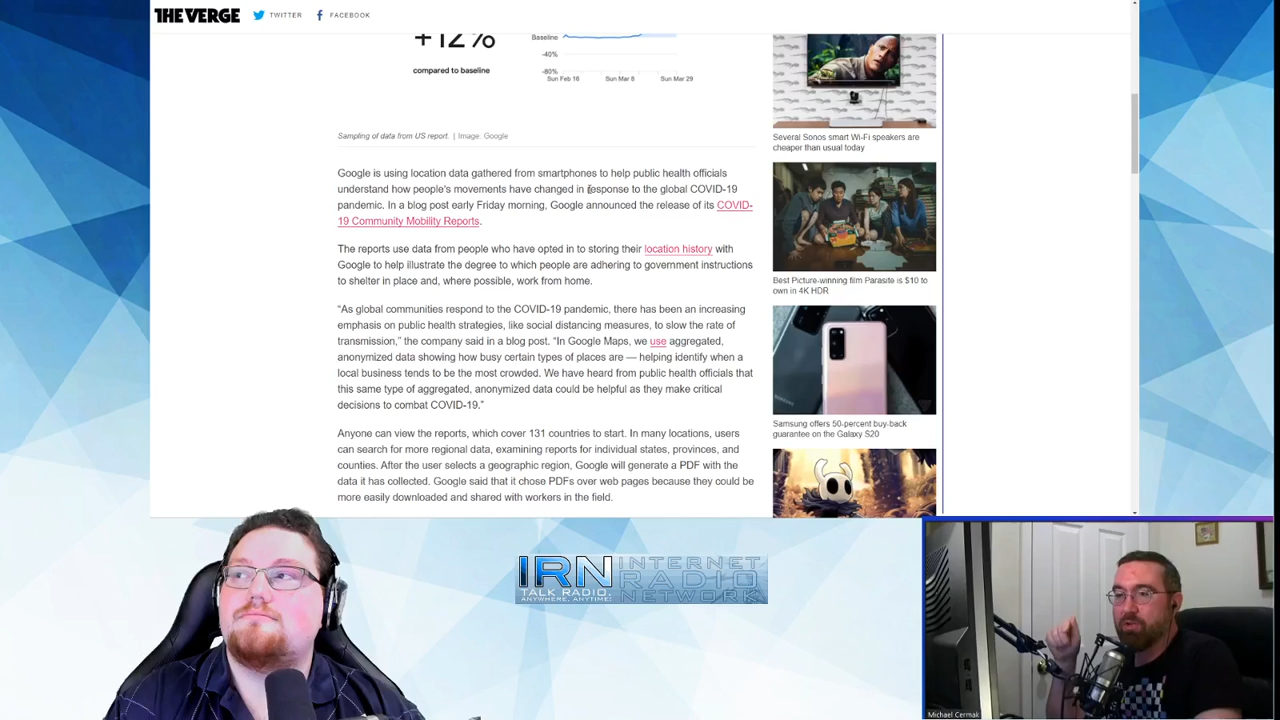 THE VERGE
TWITTER
FACEBOOK
+12%
compared to baseline
Baseline
-40%
-80%
Sun Feb 16
Sun Mar 8
Sun Mar 29
Sampling of data from US report. | Image: Google
Google is using location data gathered from smartphones to help public health officials
understand how people's movements have changed in response to the global COVID-19
pandemic. In a blog post early Friday morning, Google announced the release of its COVID-
19 Community Mobility Reports.
The reports use data from people who have opted in to storing their location history with
Google to help illustrate the degree to which people are adhering to government instructions
to shelter in place and, where possible, work from home.
“As global communities respond to the COVID-19 pandemic, there has been an increasing
emphasis on public health strategies, like social distancing measures, to slow the rate of
transmission,” the company said in a blog post. “In Google Maps, we use aggregated,
anonymized data showing how busy certain types of places are — helping identify when a
local business tends to be the most crowded. We have heard from public health officials that
this same type of aggregated, anonymized data could be helpful as they make critical
decisions to combat COVID-19.”
Anyone can view the reports, which cover 131 countries to start. In many locations, users
can search for more regional data, examining reports for individual states, provinces, and
counties. After the user selects a geographic region, Google will generate a PDF with the
data it has collected. Google said that it chose PDFs over web pages because they could be
more easily downloaded and shared with workers in the field.
Several Sonos smart Wi-Fi speakers are
cheaper than usual today
Best Picture-winning film Parasite is $10 to
own in 4K HDR
Samsung offers 50-percent buy-back
guarantee on the Galaxy S20
IRN
TALK RADIO.
ANYWHERE. ANYTIME.
INTERNET
RADIO
NETWORK
Michael Cermak